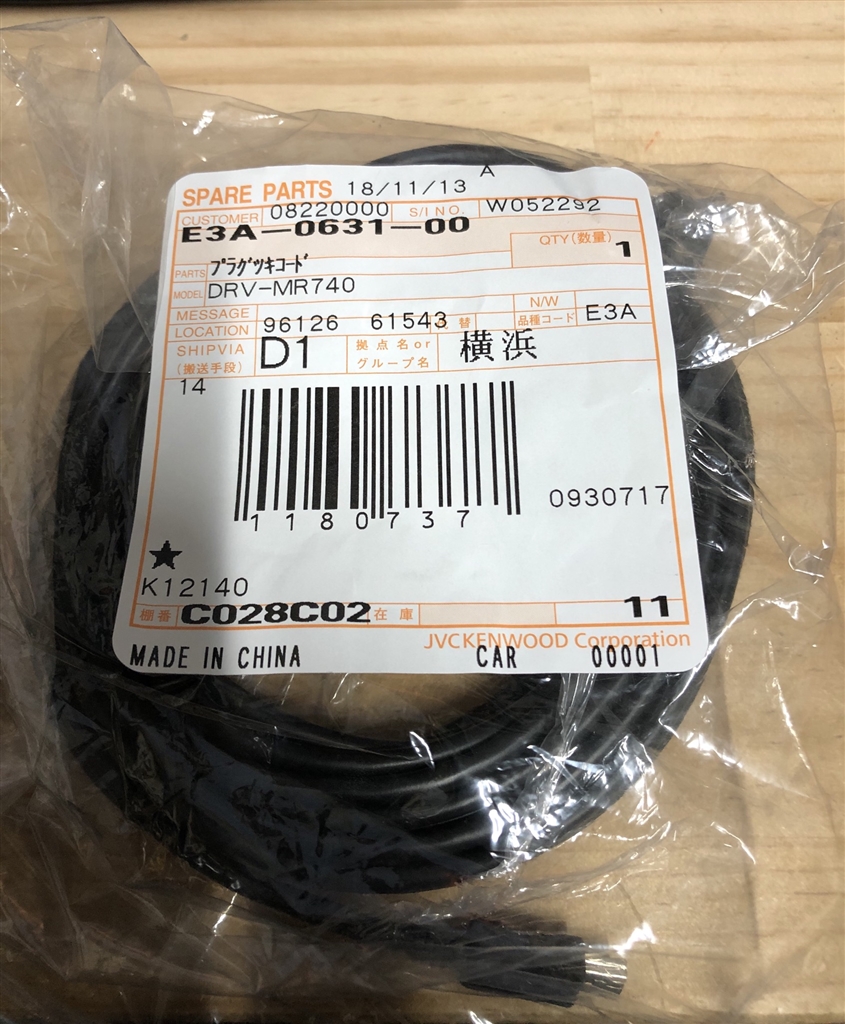 A
SPARE PARTS 18/11/13
CUSTOMER 08220000 S/I NO. W052292
E3A-0631-00
QTY(数量) 1
PARTS プラグツキコード
MODEL DRV-MR740
MESSAGE N/W
LOCATION 96126 61543 替 品種コード E3A
SHIPVIA (搬送手段) D1 拠点名or グループ名 横浜
14
1180737
0930717
★
K12140
棚番 C028C02 在庫 11
JVCKENWOOD Corporation
MADE IN CHINA CAR 00001